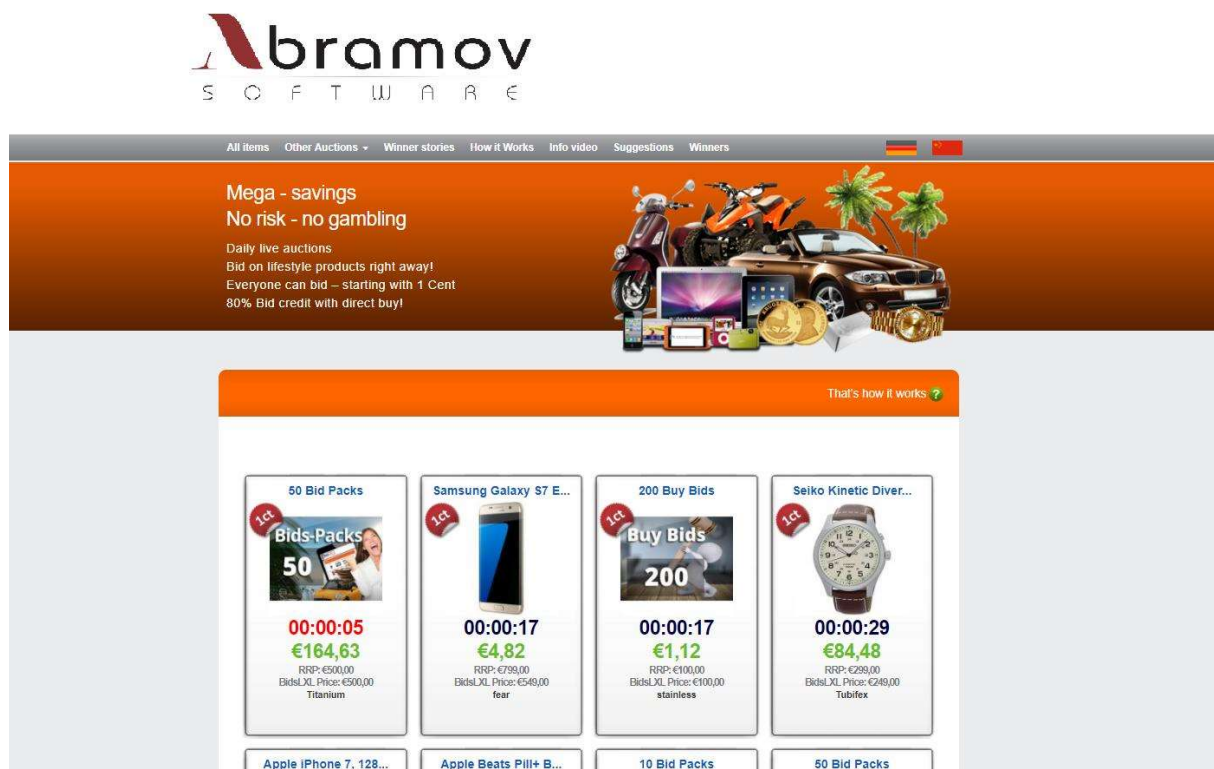 Abramov
SOFTWARE
All items Other Auctions Winner stories How it Works Info video Suggestions Winners
Mega - savings
No risk - no gambling
Daily live auctions
Bid on lifestyle products right away!
Everyone can bid – starting with 1 Cent
80% Bid credit with direct buy!
That's how it works ?
50 Bid Packs
1ct
Bids-Packs
50
00:00:05
€164,63
RRP: €500,00
BidsLXL Price: €500,00
Titanium
Samsung Galaxy S7 E...
1ct
00:00:17
€4,82
RRP: €799,00
BidsLXL Price: €549,00
fear
200 Buy Bids
1ct
Buy Bids
200
00:00:17
€1,12
RRP: €100,00
BidsLXL Price: €100,00
stainless
Seiko Kinetic Diver...
1ct
00:00:29
€84,48
RRP: €299,00
BidsLXL Price: €249,00
Tubifex
Apple iPhone 7, 128...
Apple Beats Pill+ B...
10 Bid Packs
50 Bid Packs